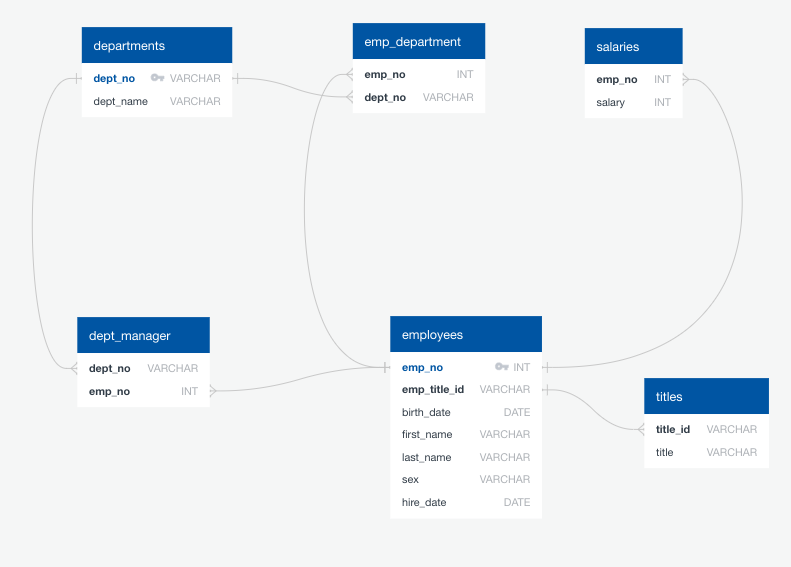 departments
dept_no VARCHAR
dept_name VARCHAR
emp_department
emp_no INT
dept_no VARCHAR
salaries
emp_no INT
salary INT
dept_manager
dept_no VARCHAR
emp_no INT
employees
emp_no INT
emp_title_id VARCHAR
birth_date DATE
first_name VARCHAR
last_name VARCHAR
sex VARCHAR
hire_date DATE
titles
title_id VARCHAR
title VARCHAR